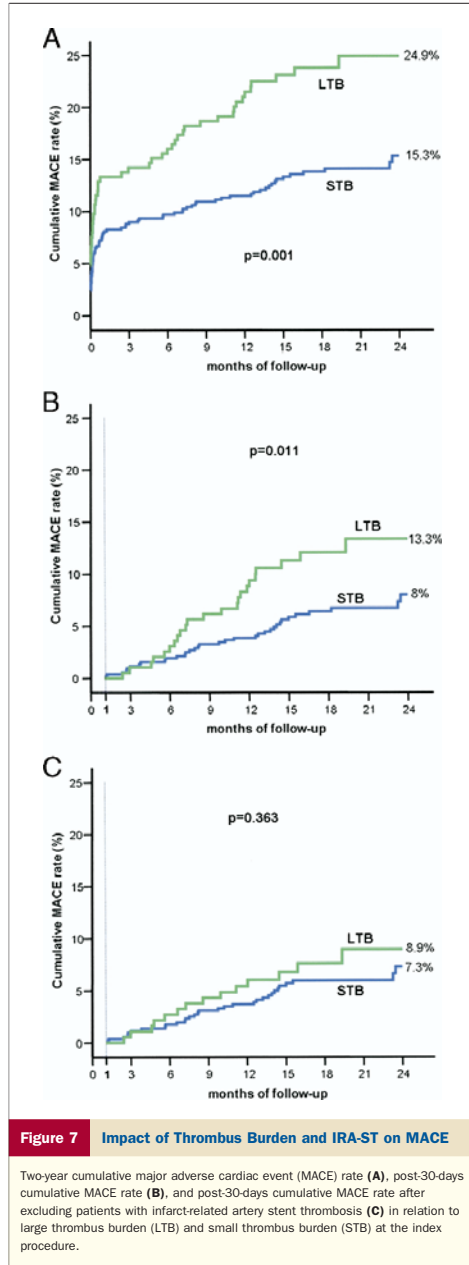 A
Cumulative MACE rate (%)
25
20
15
10
5
0
24.9%
LTB
15.3%
STB
p=0.001
0 3 6 9 12 15 18 21 24
months of follow-up
B
Cumulative MACE rate (%)
25
20
15
10
5
0
p=0.011
LTB
13.3%
STB
8%
0 1 3 6 9 12 15 18 21 24
months of follow-up
C
Cumulative MACE rate (%)
25
20
15
10
5
0
p=0.363
LTB
8.9%
7.3%
STB
0 1 3 6 9 12 15 18 21 24
months of follow-up
Figure 7 Impact of Thrombus Burden and IRA-ST on MACE
Two-year cumulative major adverse cardiac event (MACE) rate (A), post-30-days
cumulative MACE rate (B), and post-30-days cumulative MACE rate after
excluding patients with infarct-related artery stent thrombosis (C) in relation to
large thrombus burden (LTB) and small thrombus burden (STB) at the index
procedure.